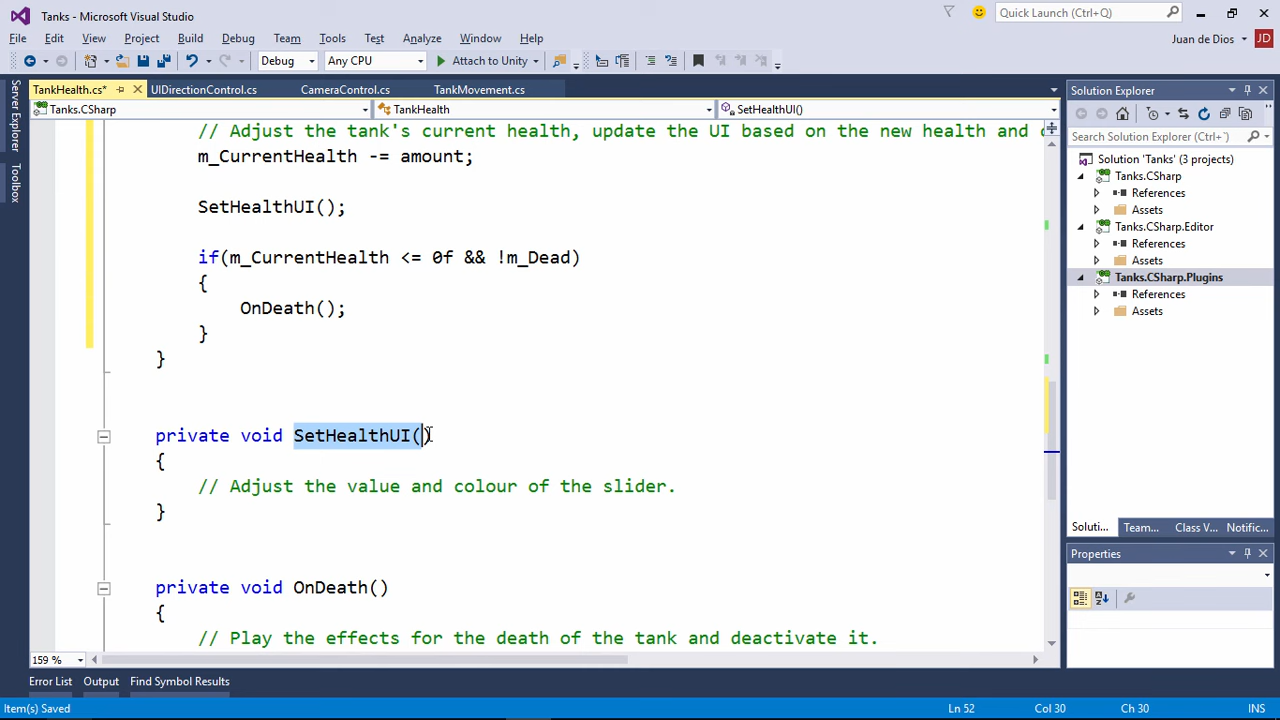 Tanks - Microsoft Visual Studio
Quick Launch (Ctrl+Q)
File Edit View Project Build Debug Team Tools Test Analyze Window Help
Juan de Dios JD
Debug Any CPU Attach to Unity
TankHealth.cs* UIDirectionControl.cs CameraControl.cs TankMovement.cs
Tanks.CSharp TankHealth SetHealthUI()
Server Explorer
Toolbox
// Adjust the tank's current health, update the UI based on the new health and c
m_CurrentHealth -= amount;
SetHealthUI();
if(m_CurrentHealth <= 0f && !m_Dead)
{
OnDeath();
}
}
private void SetHealthUI()
{
// Adjust the value and colour of the slider.
}
private void OnDeath()
{
// Play the effects for the death of the tank and deactivate it.
159 %
Solution Explorer
Search Solution Explorer (Ctrl+
Solution 'Tanks' (3 projects)
Tanks.CSharp
References
Assets
Tanks.CSharp.Editor
References
Assets
Tanks.CSharp.Plugins
References
Assets
Soluti... Team... Class V... Notific...
Properties
Error List Output Find Symbol Results
Item(s) Saved Ln 52 Col 30 Ch 30 INS